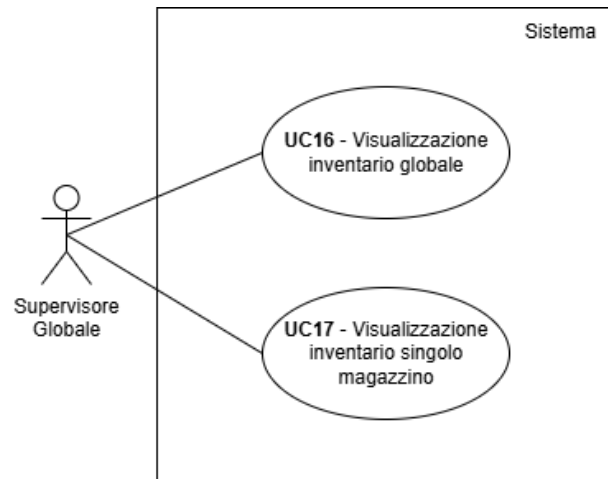 Sistema
UC16 - Visualizzazione
inventario globale
Supervisore
Globale
UC17 - Visualizzazione
inventario singolo
magazzino